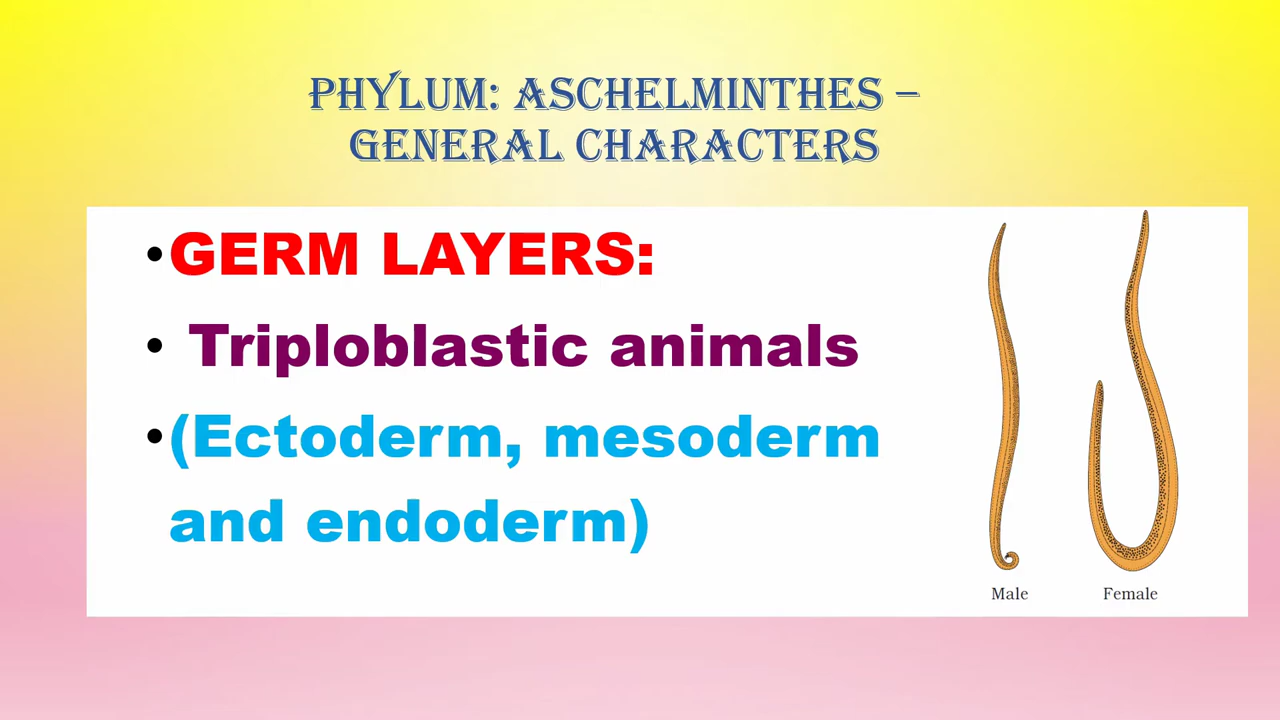 PHYLUM: ASCHELMINTHES –
GENERAL CHARACTERS
•GERM LAYERS:
• Triploblastic animals
•(Ectoderm, mesoderm
and endoderm)
Male Female